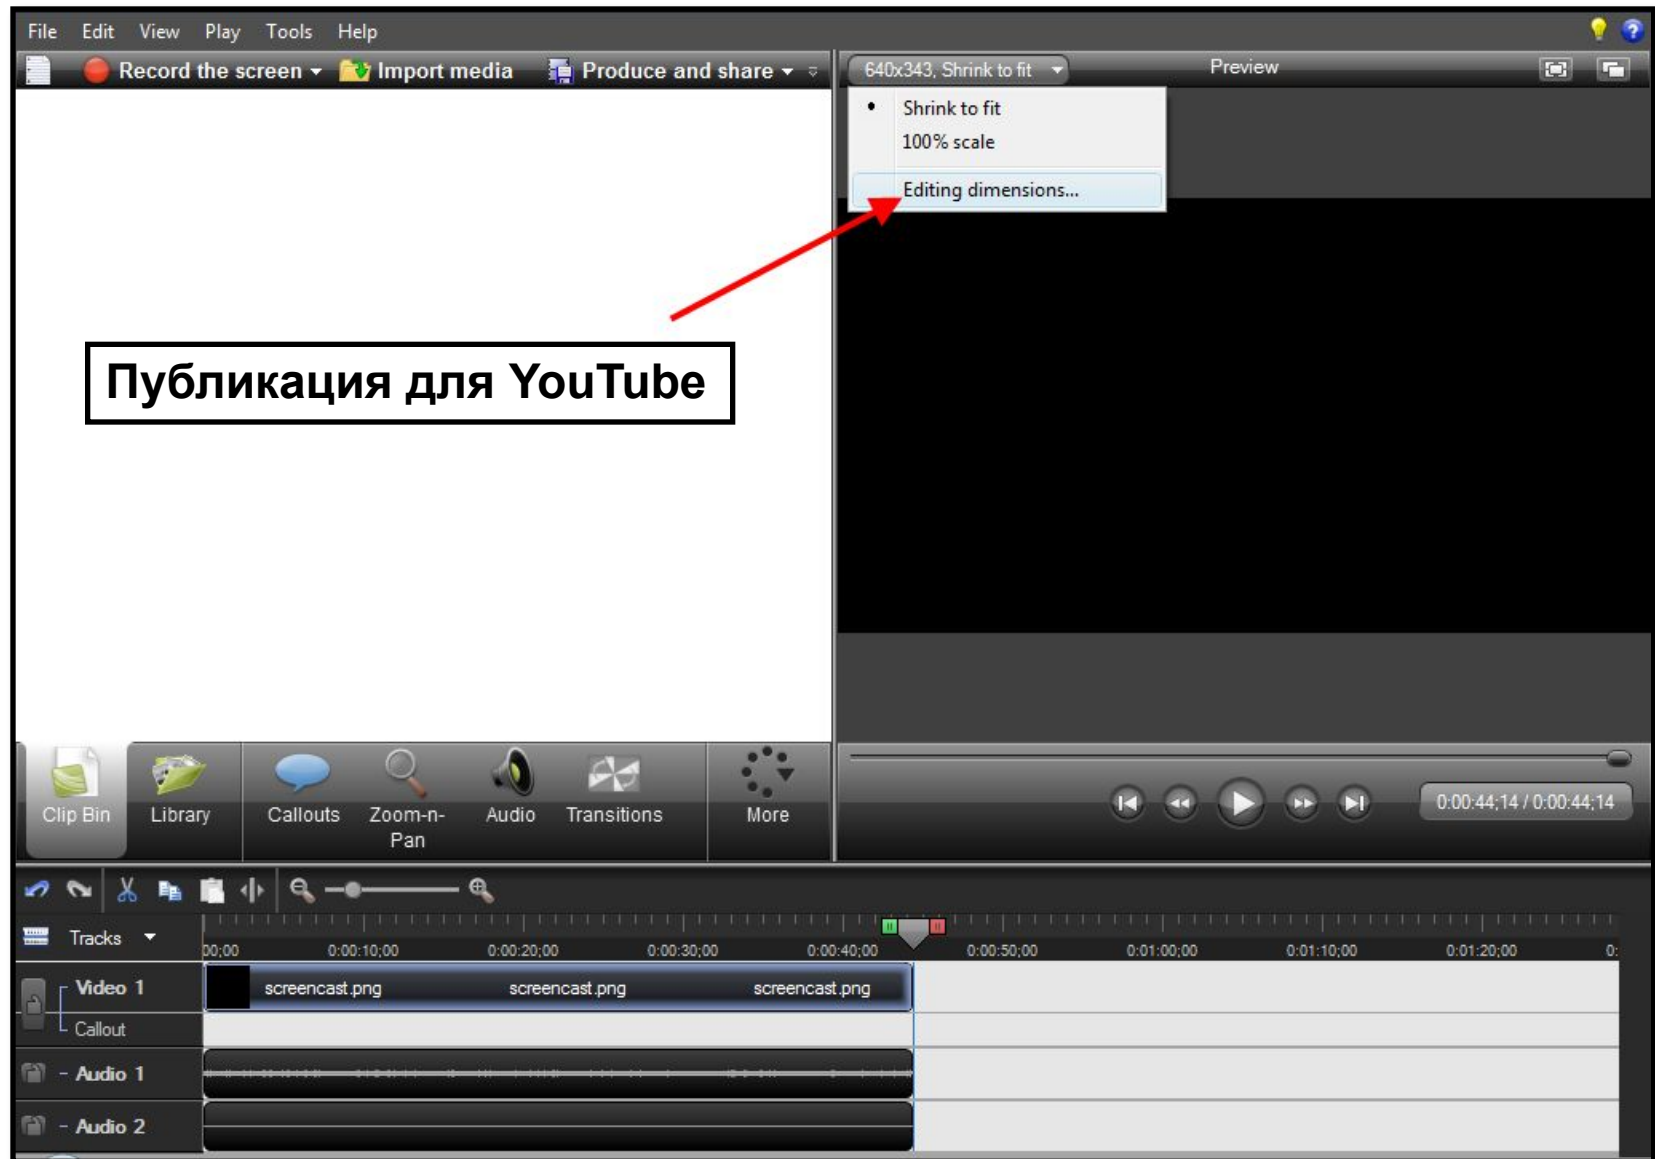 File Edit View Play Tools Help
Record the screen Import media Produce and share
640x343, Shrink to fit Preview
Shrink to fit
100% scale
Editing dimensions...
Публикация для YouTube
Clip Bin Library Callouts Zoom-n-Pan Audio Transitions More
0:00:44;14 / 0:00:44;14
Tracks
00;00 0:00:10;00 0:00:20;00 0:00:30;00 0:00:40;00 0:00:50;00 0:01:00;00 0:01:10;00 0:01:20;00 0:
Video 1 screencast.png screencast.png screencast.png
Callout
Audio 1
Audio 2